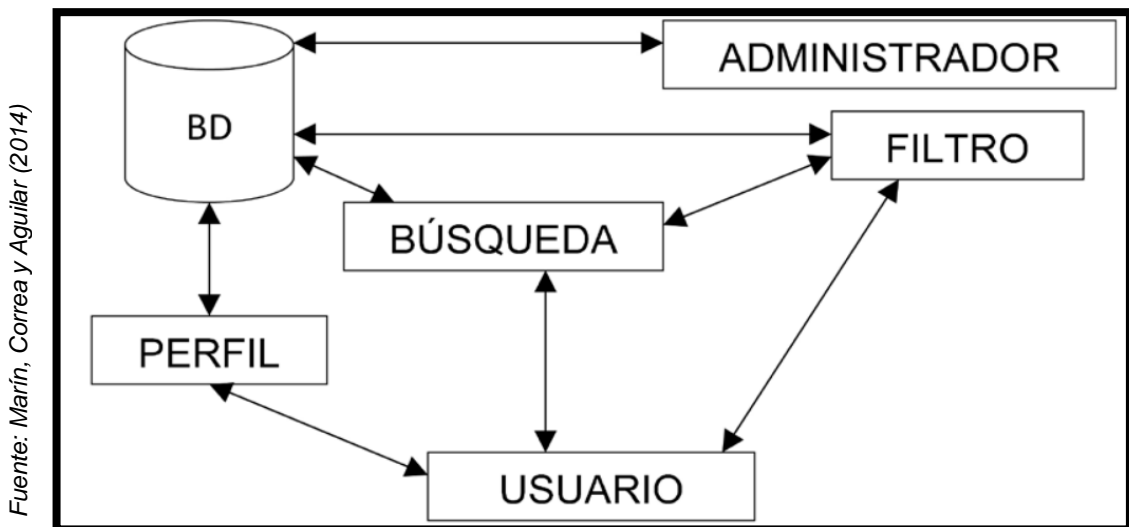 Fuente: Marín, Correa y Aguilar (2014)
ADMINISTRADOR
BD
FILTRO
BÚSQUEDA
PERFIL
USUARIO